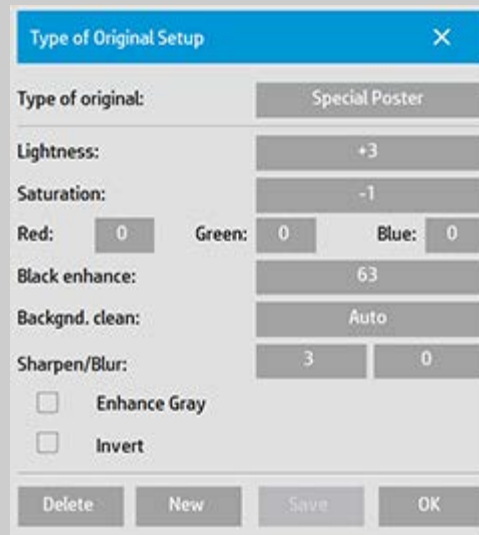 Type of Original Setup ×
Type of original: Special Poster
Lightness: +3
Saturation: -1
Red: 0 Green: 0 Blue: 0
Black enhance: 63
Backgnd. clean: Auto
Sharpen/Blur: 3 0
Enhance Gray
Invert
Delete New Save OK